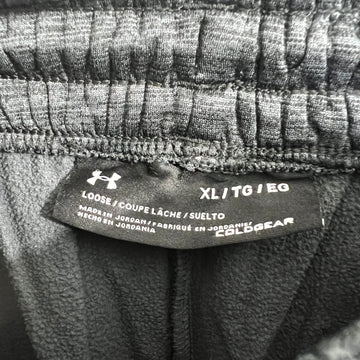 XL / TG / EG
LOOSE / COUPE LÂCHE / SUELTO
MADE IN JORDAN / FABRIQUÉ EN JORDANIE /
HECHO EN JORDANIA
COLDGEAR